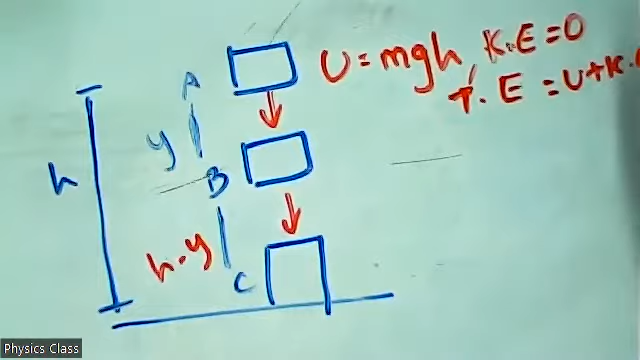 U = mgh, K.E = 0
T.E = U + K.
A
y
h
B
h-y
C
Physics Class